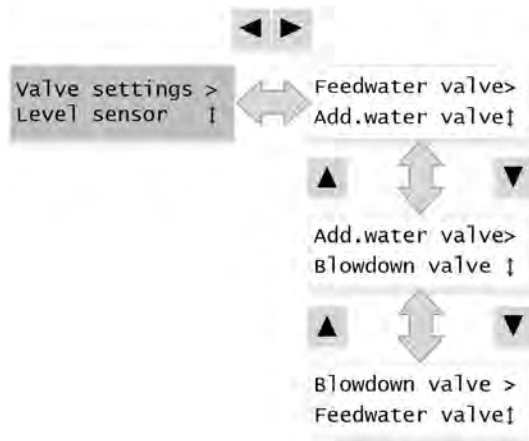 Valve settings >
Level sensor ↕
Feedwater valve>
Add.water valve↕
Add.water valve>
Blowdown valve ↕
Blowdown valve >
Feedwater valve↕